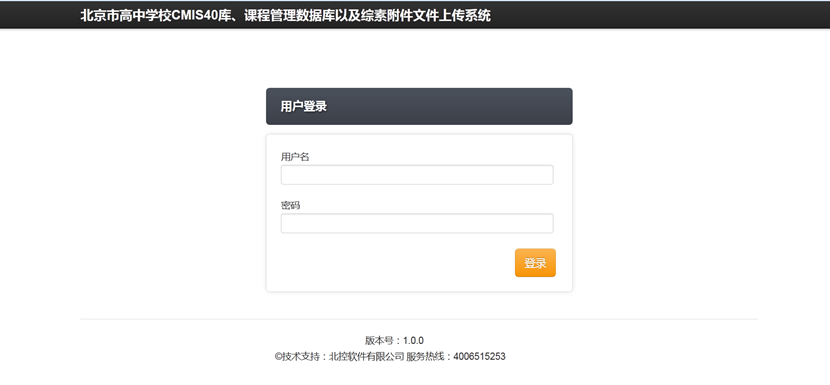 北京市高中学校CMIS40库、课程管理数据库以及综素附件文件上传系统
用户登录
用户名
密码
登录
版本号：1.0.0
©技术支持：北控软件有限公司 服务热线：4006515253